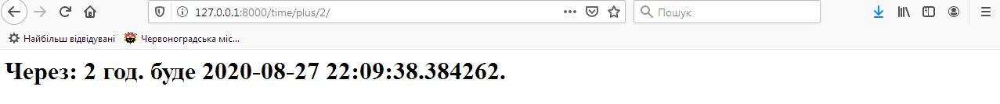 127.0.0.1:8000/time/plus/2/
Пошук
Найбільш відвідувані
Червоноградська міс...
Через: 2 год. буде 2020-08-27 22:09:38.384262.